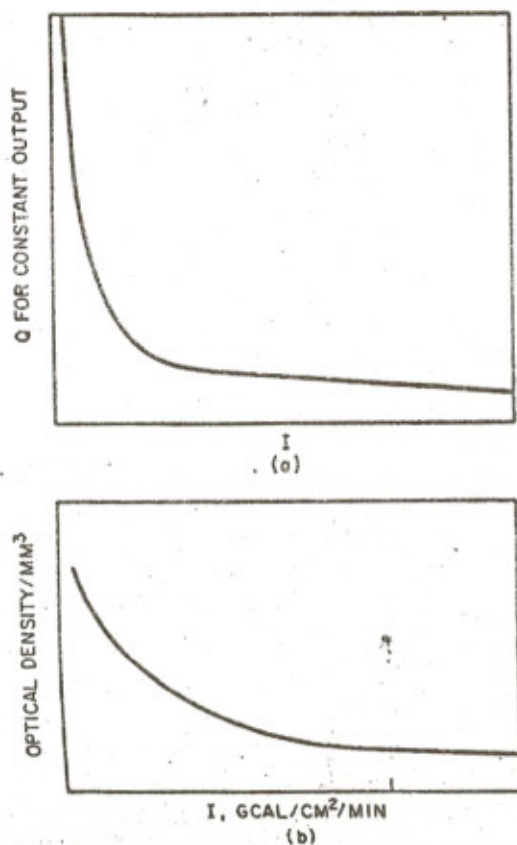 Q FOR CONSTANT OUTPUT
I
(a)
OPTICAL DENSITY/MM³
I, GCAL/CM²/MIN
(b)